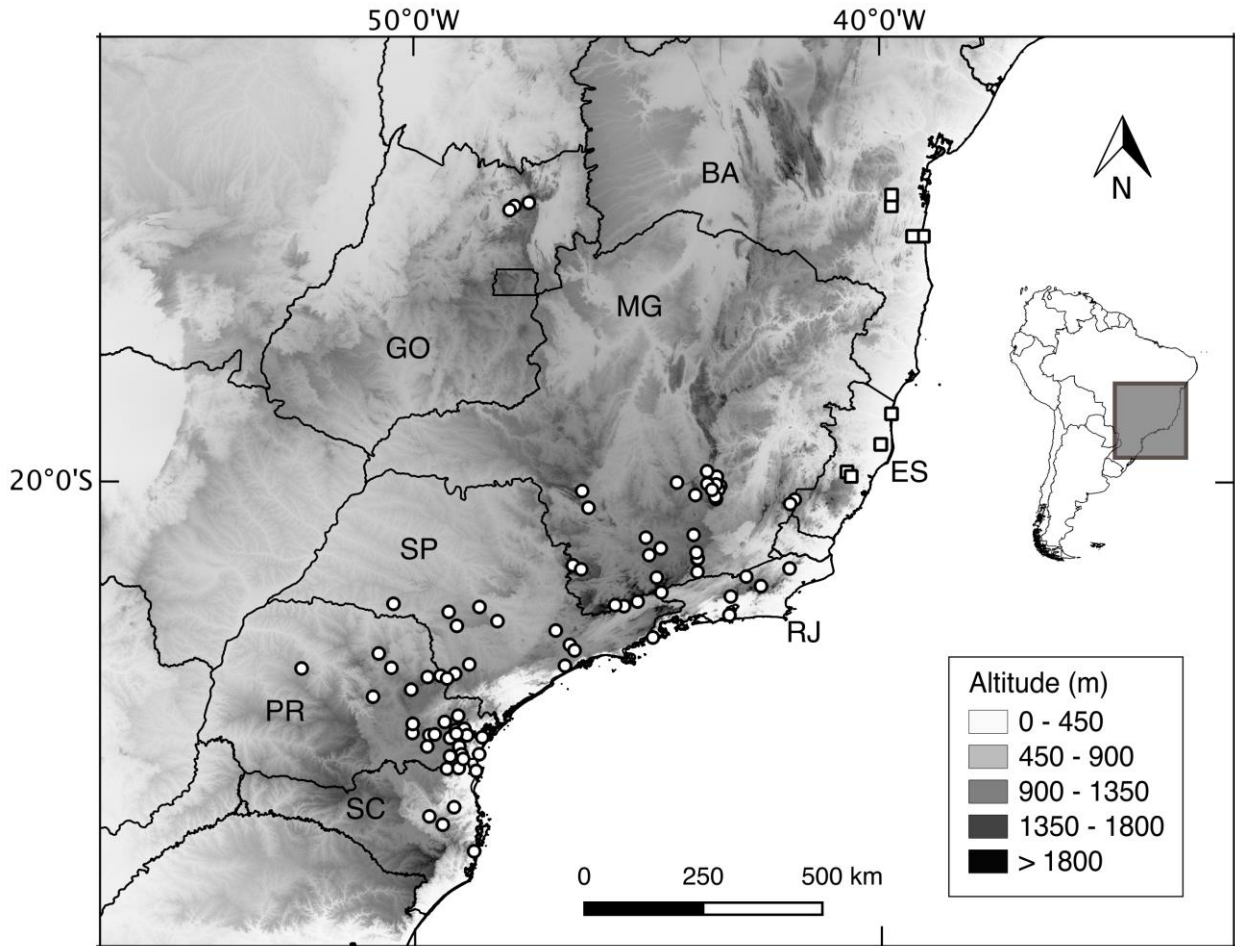 50°0'W 40°0'W
BA
N
MG
GO
20°0'S
ES
SP
RJ
PR
SC
Altitude (m)
0 - 450
450 - 900
900 - 1350
1350 - 1800
> 1800
0 250 500 km